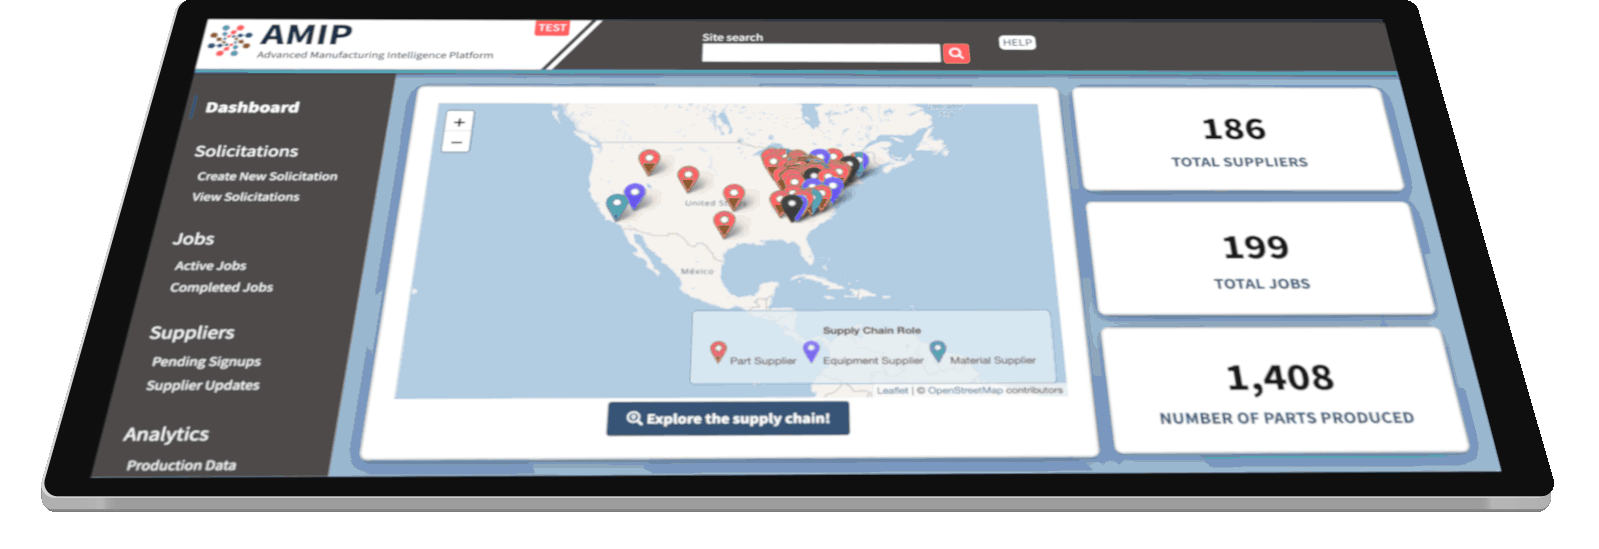 AMIP
Advanced Manufacturing Intelligence Platform
TEST
Site search
HELP
Dashboard
Solicitations
Create New Solicitation
View Solicitations
Jobs
Active Jobs
Completed Jobs
Suppliers
Pending Signups
Supplier Updates
Analytics
Production Data
+
−
United
México
Supply Chain Role
Part Supplier Equipment Supplier Material Supplier
Leaflet | © OpenStreetMap contributors
Explore the supply chain!
186
TOTAL SUPPLIERS
199
TOTAL JOBS
1,408
NUMBER OF PARTS PRODUCED